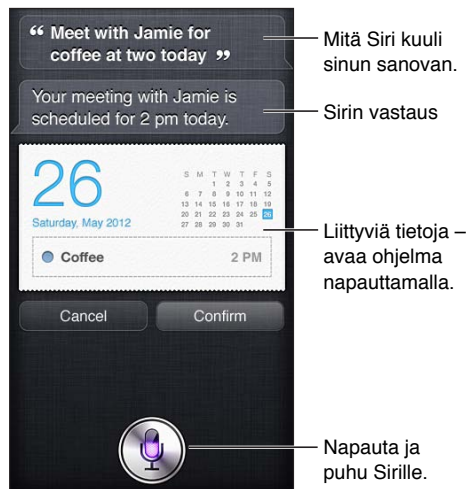 “ Meet with Jamie for
coffee at two today ”
Mitä Siri kuuli
sinun sanovan.
Your meeting with Jamie is
scheduled for 2 pm today.
Sirin vastaus
26
Saturday, May 2012
S M T W T F S
1 2 3 4 5
6 7 8 9 10 11 12
13 14 15 16 17 18 19
20 21 22 23 24 25 26
27 28 29 30 31
Coffee 2 PM
Liittyviä tietoja –
avaa ohjelma
napauttamalla.
Cancel Confirm
Napauta ja
puhu Sirille.